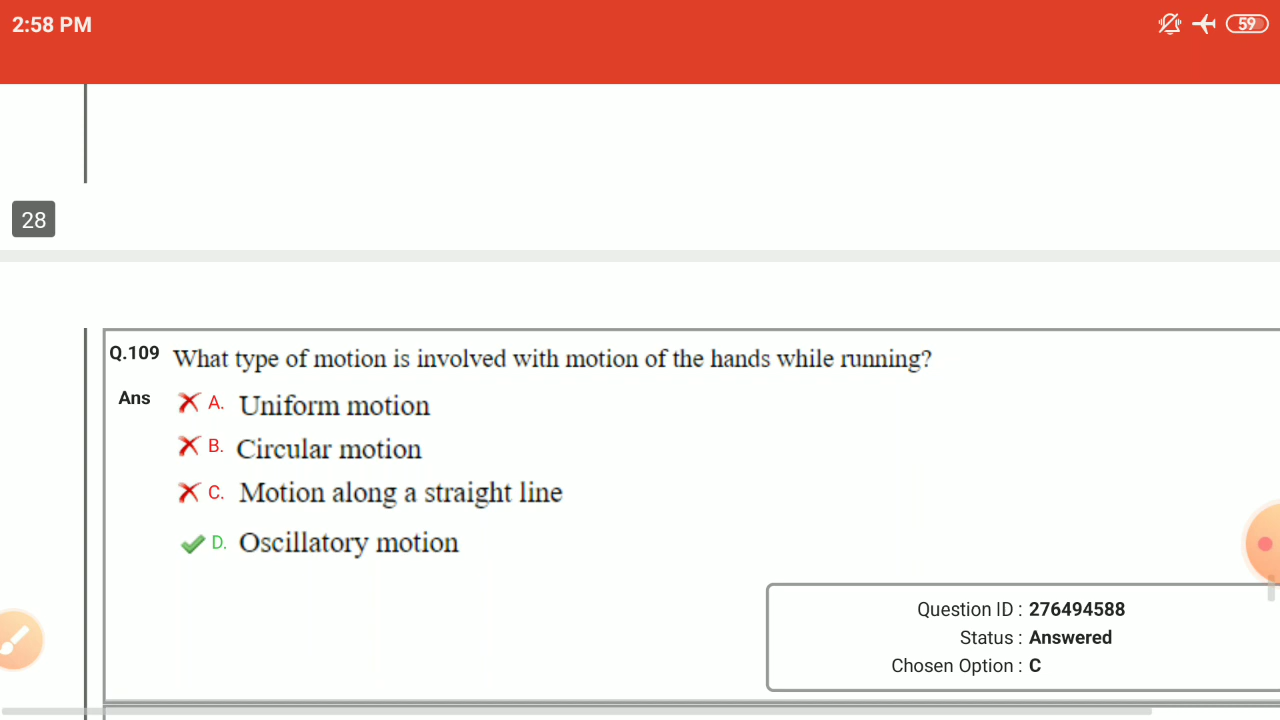 2:58 PM
59
28
Q.109 What type of motion is involved with motion of the hands while running?
Ans A. Uniform motion
B. Circular motion
C. Motion along a straight line
D. Oscillatory motion
Question ID : 276494588
Status : Answered
Chosen Option : C